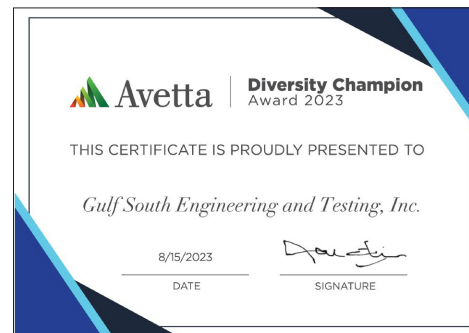 Avetta
Diversity Champion
Award 2023
THIS CERTIFICATE IS PROUDLY PRESENTED TO
Gulf South Engineering and Testing, Inc.
8/15/2023
DATE
SIGNATURE